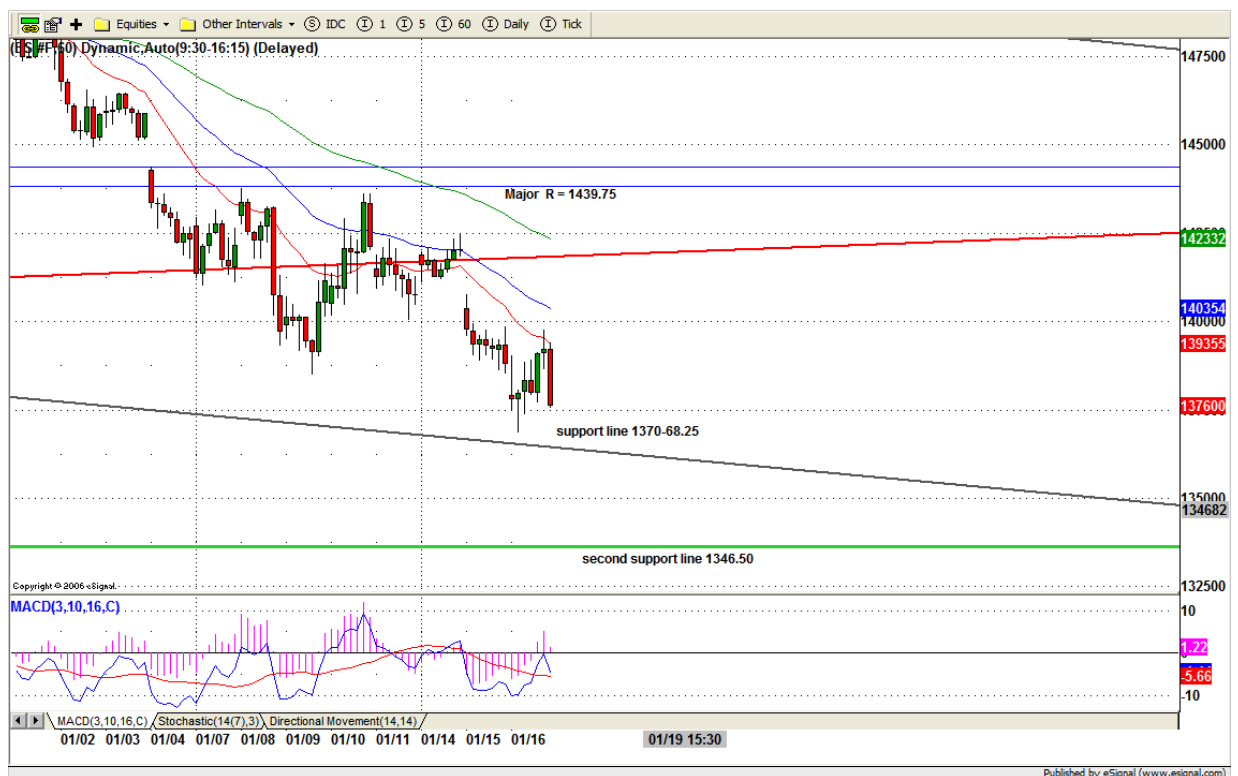 Equities Other Intervals S IDC I 1 I 5 I 60 I Daily I Tick
(ES #F,60) Dynamic,Auto(9:30-16:15) (Delayed)
147500
145000
Major R = 1439.75
142332
140354
140000
139355
137600
support line 1370-68.25
135000
134682
second support line 1346.50
132500
Copyright © 2006 eSignal.
MACD(3,10,16,C)
10
1.22
-5.66
-10
MACD(3,10,16,C) Stochastic(14(7),3) Directional Movement(14,14)
01/02 01/03 01/04 01/07 01/08 01/09 01/10 01/11 01/14 01/15 01/16 01/19 15:30
Published by eSignal (www.esignal.com)